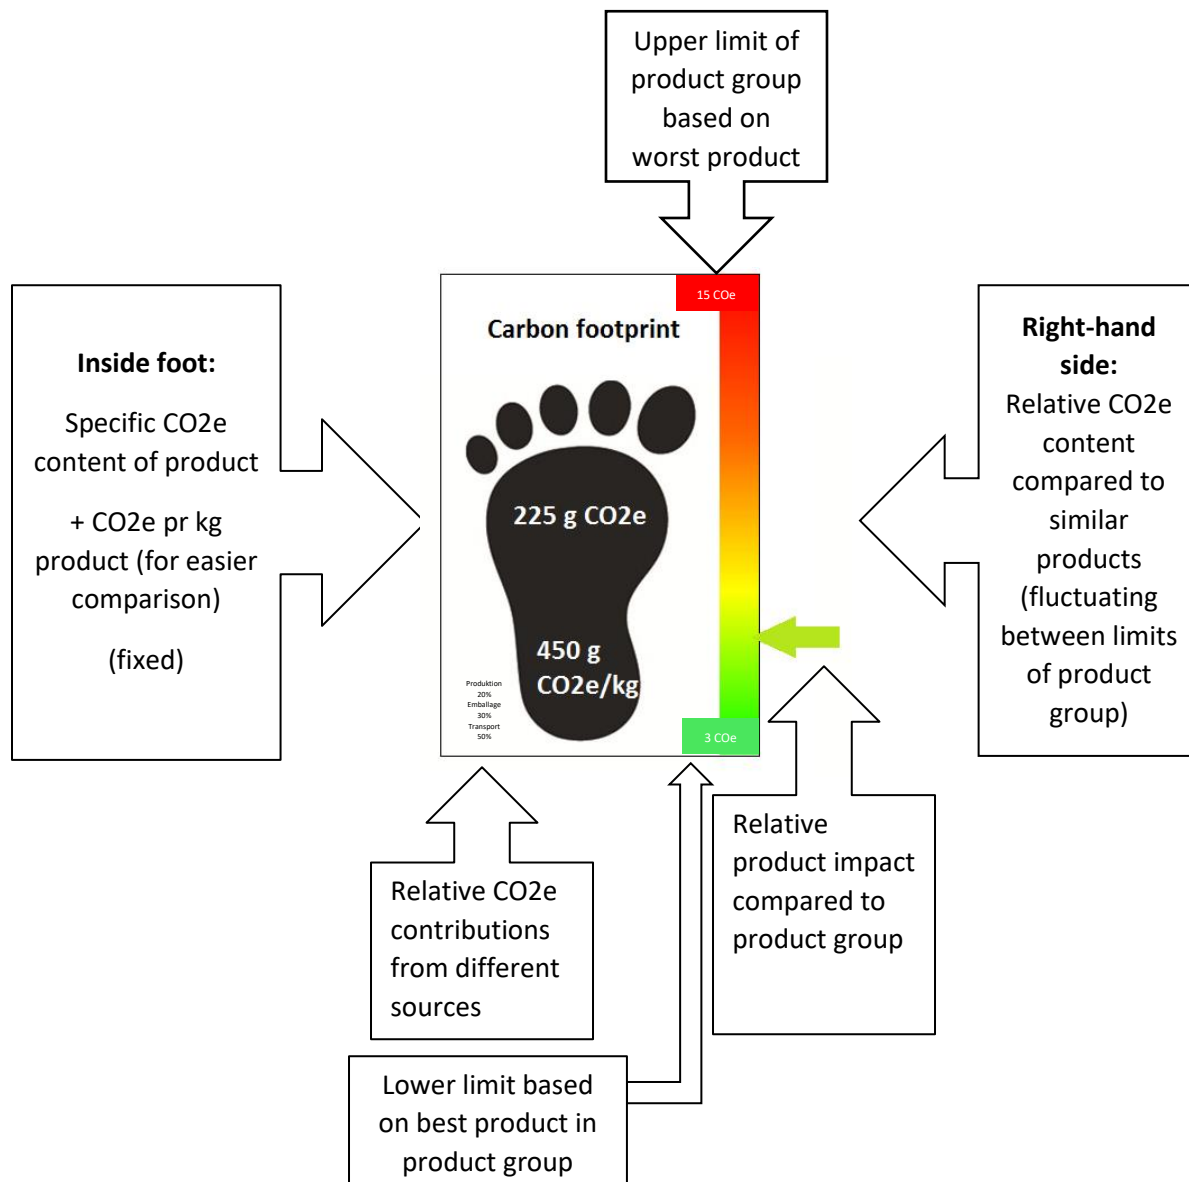 Upper limit of
product group
based on
worst product
Inside foot:
Specific CO2e
content of product
+ CO2e pr kg
product (for easier
comparison)
(fixed)
15 COe
Carbon footprint
225 g CO2e
450 g
CO2e/kg
Produktion
20%
Emballage
30%
Transport
50%
3 COe
Right-hand
side:
Relative CO2e
content
compared to
similar
products
(fluctuating
between limits
of product
group)
Relative CO2e
contributions
from different
sources
Relative
product impact
compared to
product group
Lower limit based
on best product in
product group